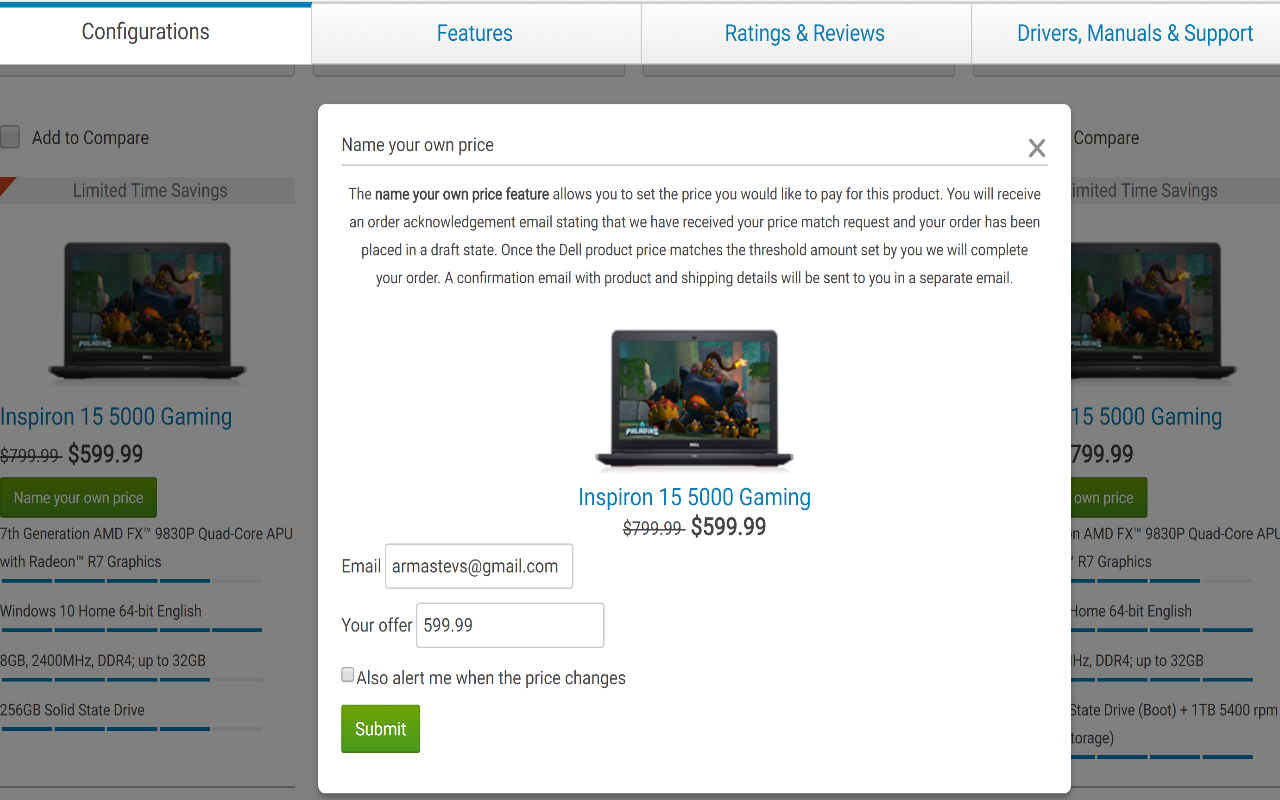 Configurations
Features
Ratings & Reviews
Drivers, Manuals & Support
Add to Compare
Limited Time Savings
PALADINS
DELL
Inspiron 15 5000 Gaming
$799.99 $599.99
Name your own price
7th Generation AMD FX™ 9830P Quad-Core APU
with Radeon™ R7 Graphics
Windows 10 Home 64-bit English
8GB, 2400MHz, DDR4; up to 32GB
256GB Solid State Drive
Name your own price
The name your own price feature allows you to set the price you would like to pay for this product. You will receive
an order acknowledgement email stating that we have received your price match request and your order has been
placed in a draft state. Once the Dell product price matches the threshold amount set by you we will complete
your order. A confirmation email with product and shipping details will be sent to you in a separate email.
PALADINS
DELL
Inspiron 15 5000 Gaming
$799.99 $599.99
Email armastevs@gmail.com
Your offer 599.99
Also alert me when the price changes
Submit
Compare
imited Time Savings
DELL
15 5000 Gaming
799.99
own price
n AMD FX™ 9830P Quad-Core APU
R7 Graphics
Home 64-bit English
Hz, DDR4; up to 32GB
State Drive (Boot) + 1TB 5400 rpm
torage)